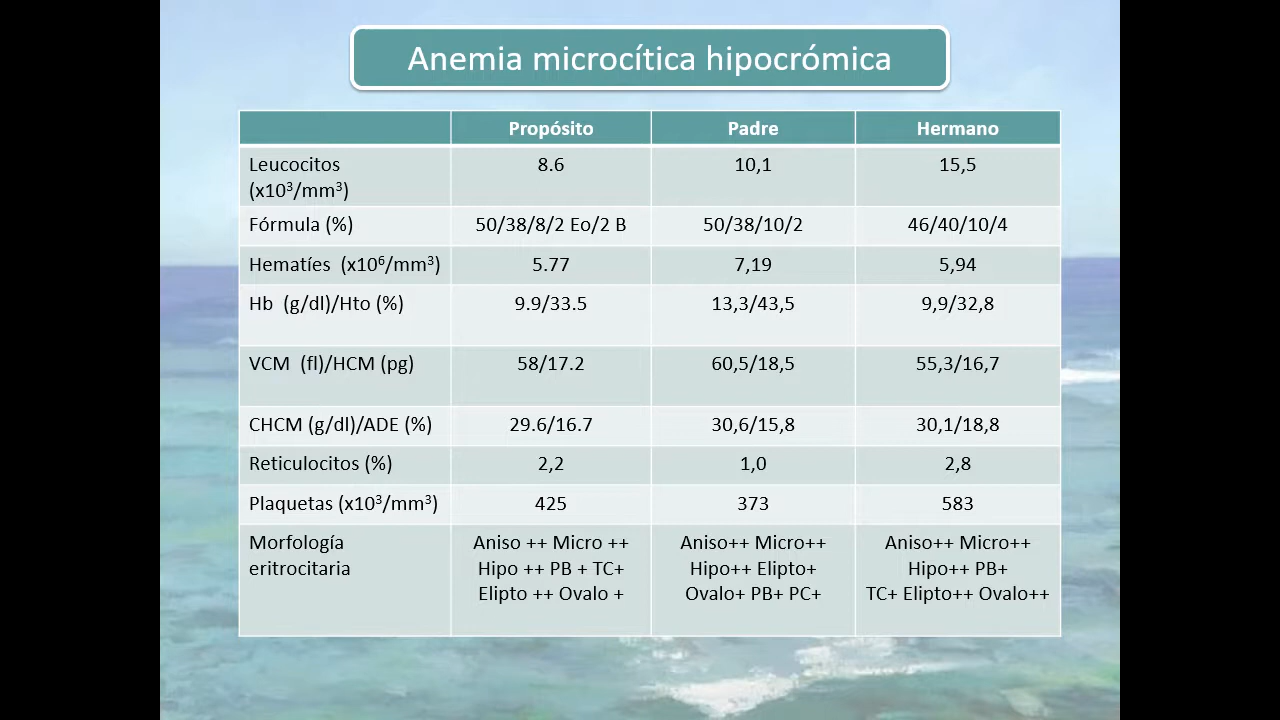 Anemia microcítica hipocrómica
Propósito Padre Hermano
Leucocitos 8.6 10,1 15,5
(x10³/mm³)
Fórmula (%) 50/38/8/2 Eo/2 B 50/38/10/2 46/40/10/4
Hematíes (x10⁶/mm³) 5.77 7,19 5,94
Hb (g/dl)/Hto (%) 9.9/33.5 13,3/43,5 9,9/32,8
VCM (fl)/HCM (pg) 58/17.2 60,5/18,5 55,3/16,7
CHCM (g/dl)/ADE (%) 29.6/16.7 30,6/15,8 30,1/18,8
Reticulocitos (%) 2,2 1,0 2,8
Plaquetas (x10³/mm³) 425 373 583
Morfología Aniso ++ Micro ++ Aniso++ Micro++ Aniso++ Micro++
eritrocitaria Hipo ++ PB + TC+ Hipo++ Elipto+ Hipo++ PB+
Elipto ++ Ovalo + Ovalo+ PB+ PC+ TC+ Elipto++ Ovalo++